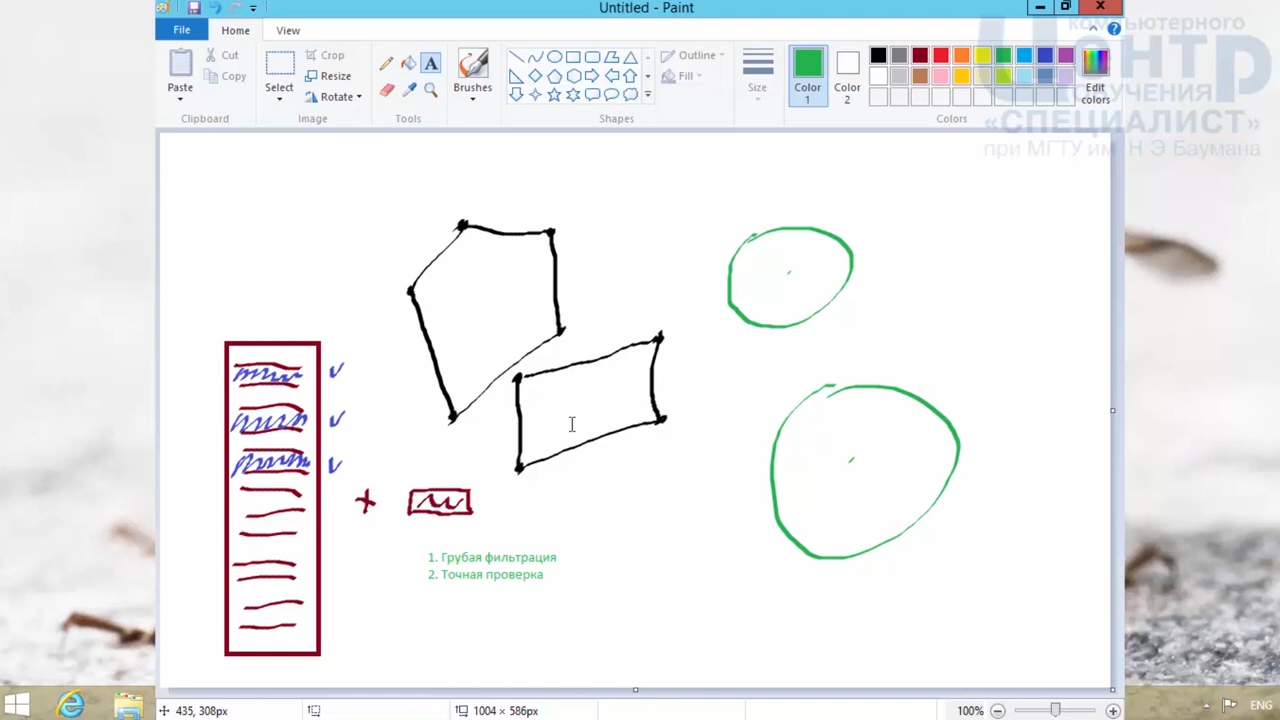 Untitled - Paint
File
Home
View
Paste
Cut
Copy
Clipboard
Select
Crop
Resize
Rotate
Image
A
Tools
Brushes
Outline
Fill
Shapes
Size
Color 1
Color 2
Edit colors
Colors
компьютерного
Центр
обучения
«СПЕЦИАЛИСТ»
при МГТУ им. Н Э Баумана
1. Грубая фильтрация
2. Точная проверка
435, 308px
1004 × 586px
100%
ENG